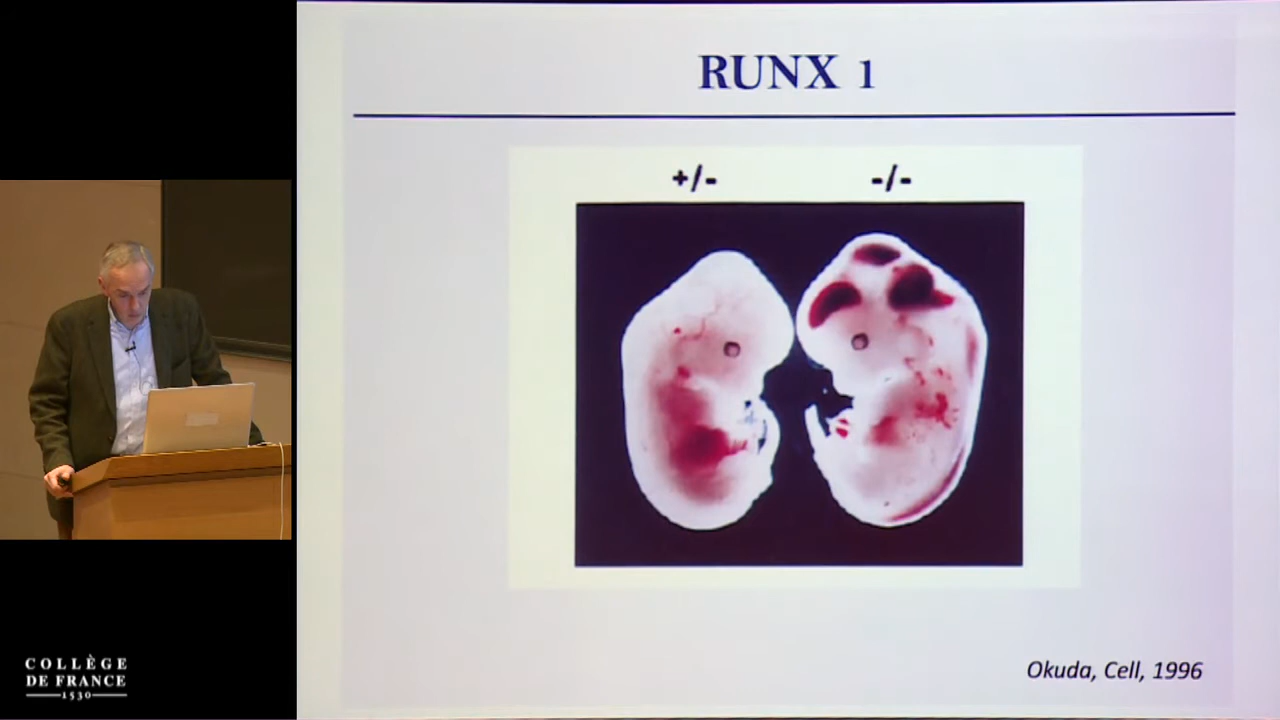 RUNX 1
+/-
-/-
Okuda, Cell, 1996
COLLÈGE
DE FRANCE
1530